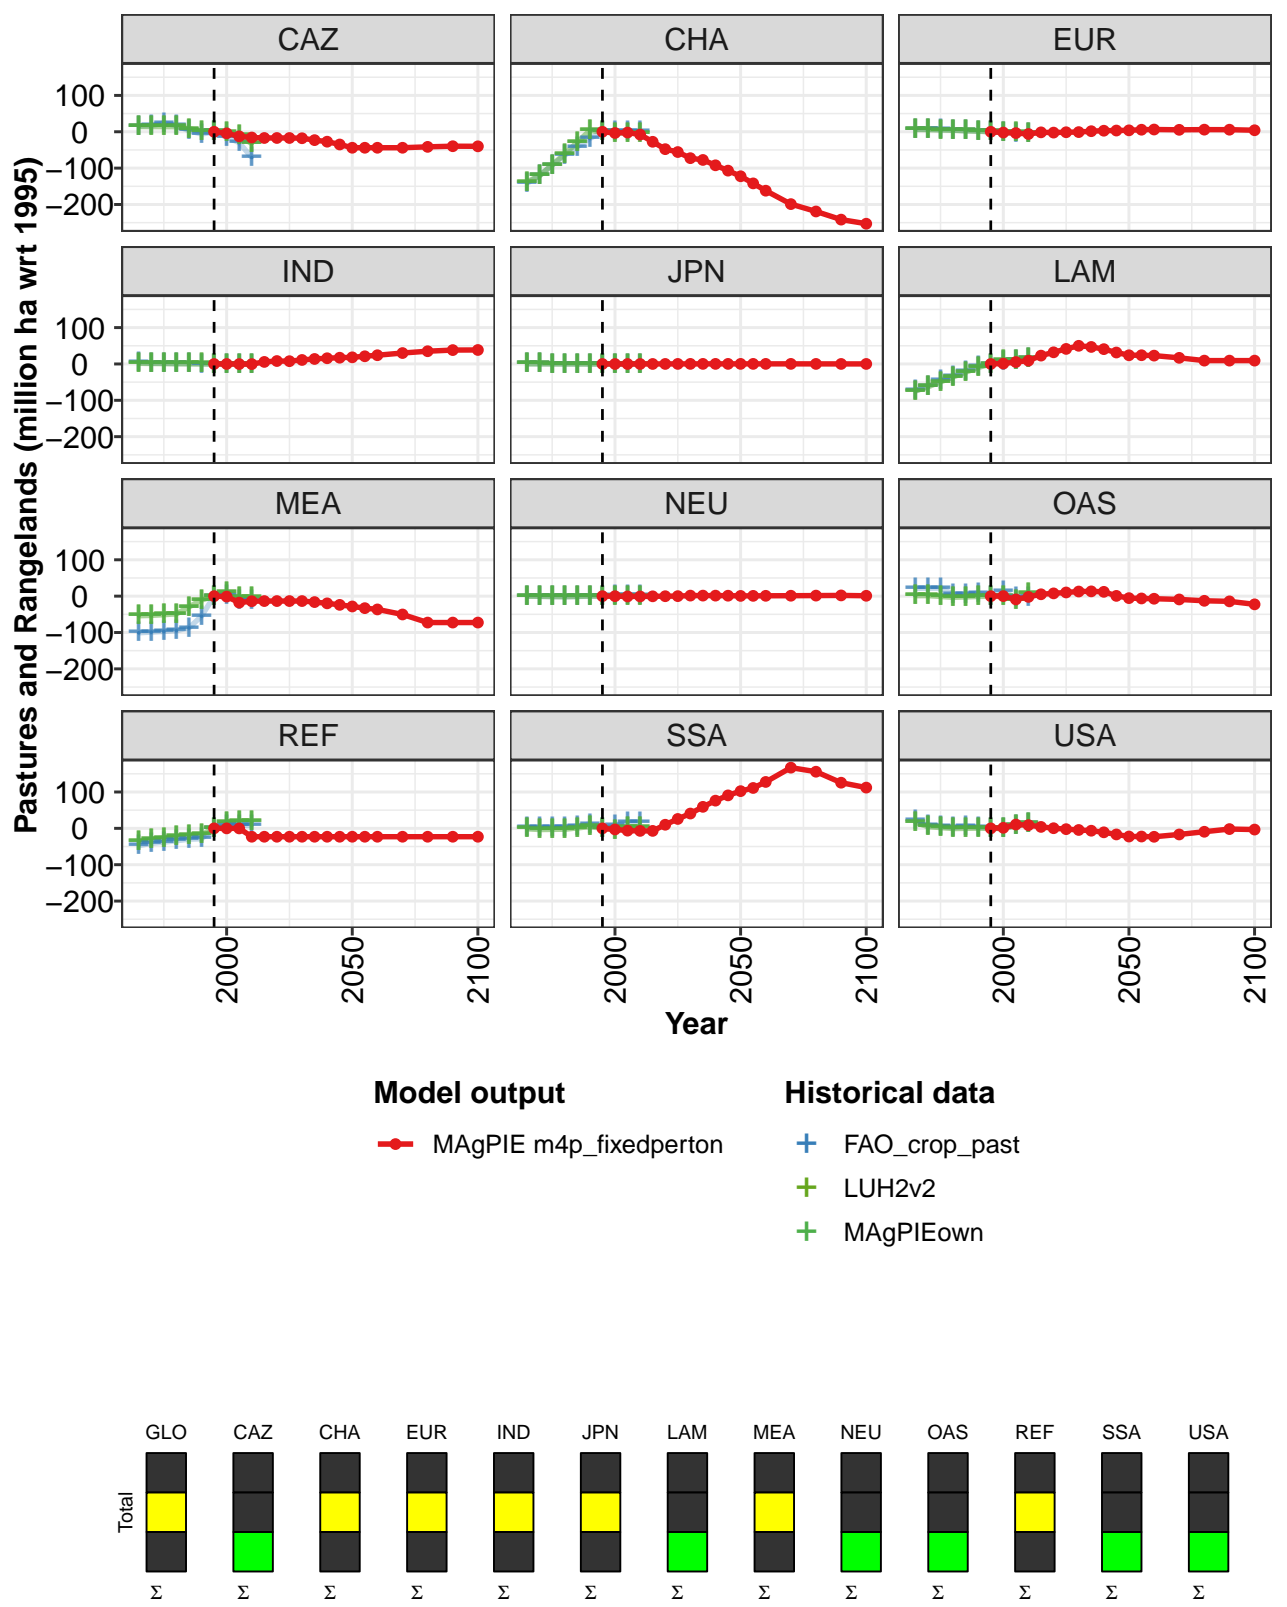 CAZ CHA EUR
100
0
−100
−200
IND JPN LAM
100
0
−100
−200
MEA NEU OAS
100
0
−100
−200
REF SSA USA
100
0
−100
−200
Pastures and Rangelands (million ha wrt 1995)
2000 2050 2100 2000 2050 2100 2000 2050 2100
Year
Model output Historical data
MAgPIE m4p_fixedperton FAO_crop_past
LUH2v2
MAgPIEown
GLO CAZ CHA EUR IND JPN LAM MEA NEU OAS REF SSA USA
Total
Σ Σ Σ Σ Σ Σ Σ Σ Σ Σ Σ Σ Σ